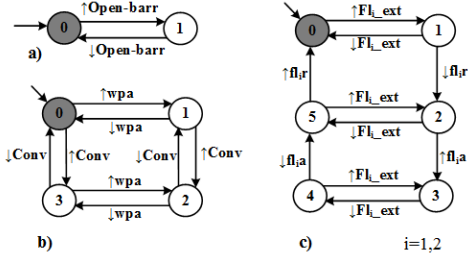 ↑Open-barr
0 1
↓Open-barr
a)
↑wpa
0 1
↓wpa
↓Conv ↑Conv ↓Conv ↑Conv
↑wpa
3 2
↓wpa
b)
↑Fl_i_ext
0 1
↓Fl_i_ext
↑fl_ir ↓fl_ir
↑Fl_i_ext
5 2
↓Fl_i_ext
↓fl_ia ↑fl_ia
↑Fl_i_ext
4 3
↓Fl_i_ext
c) i=1,2